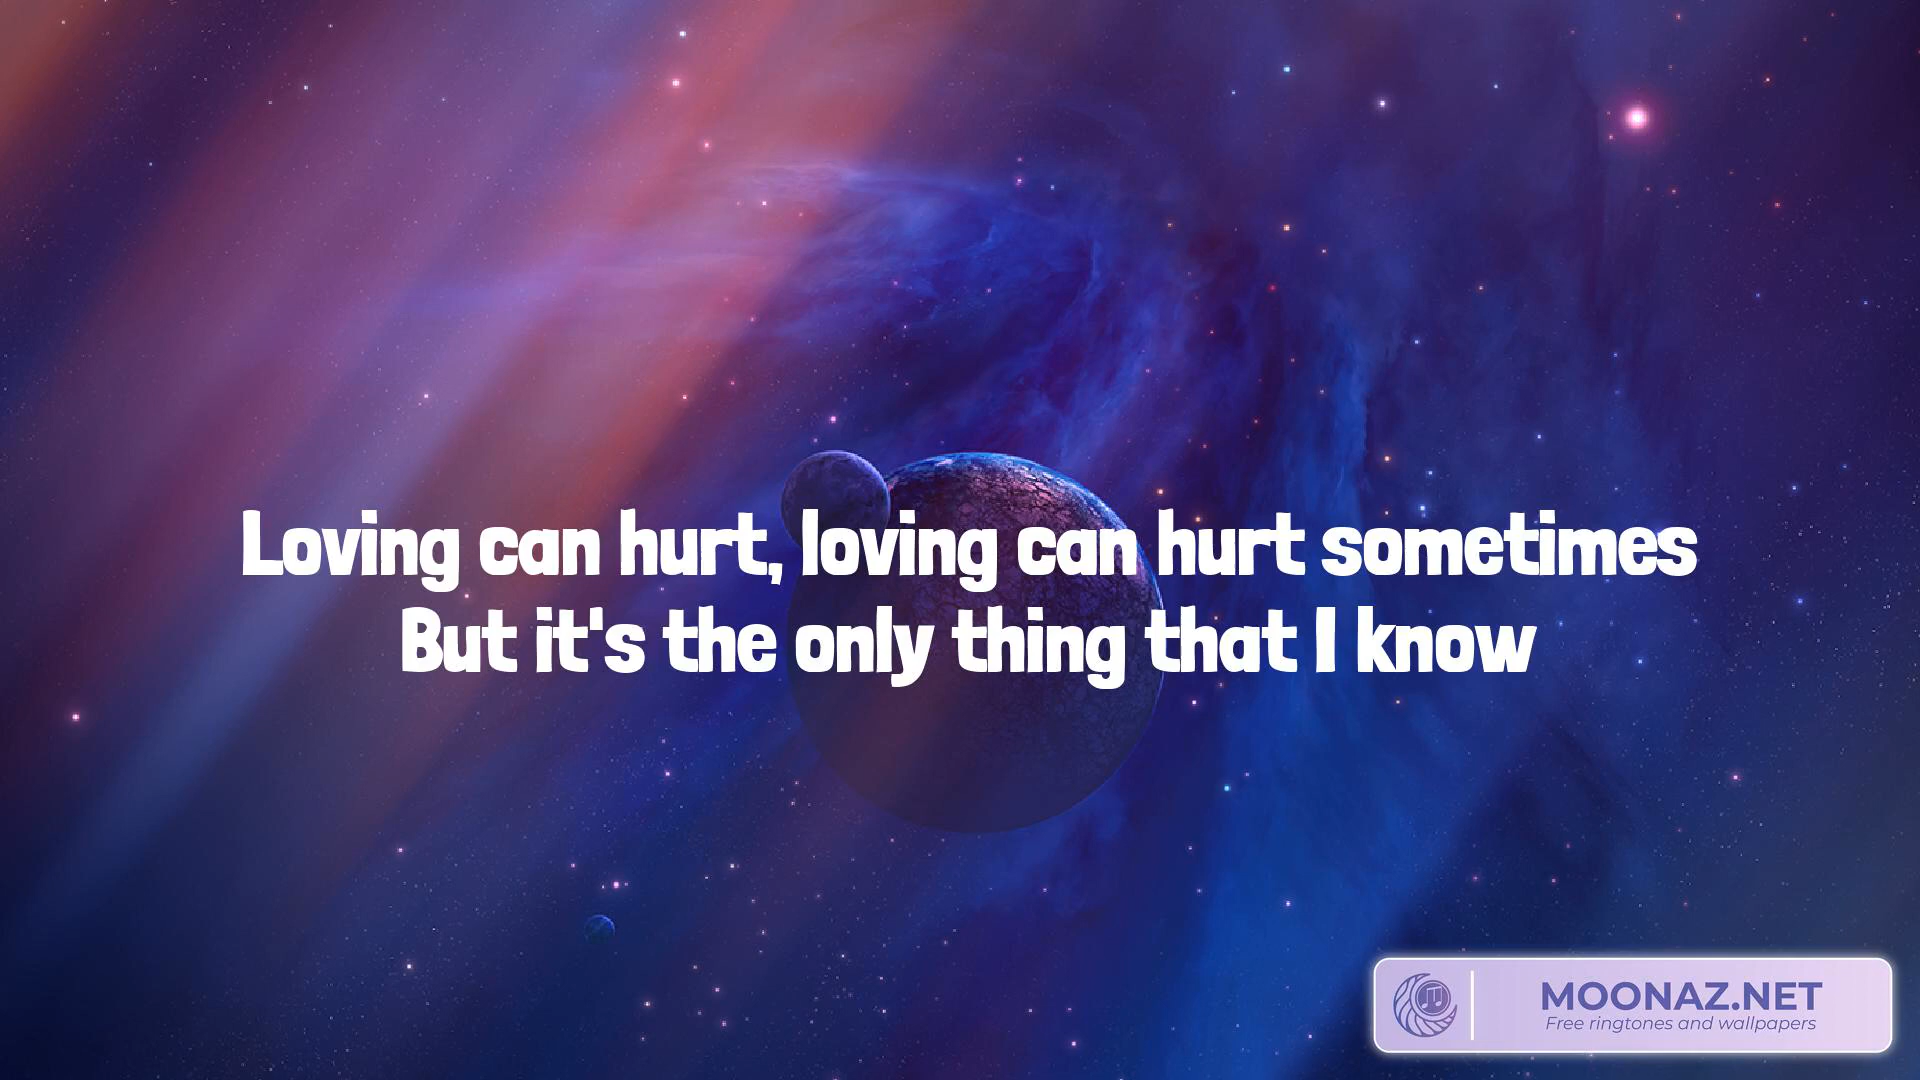 Loving can hurt, loving can hurt sometimes
But it's the only thing that I know
MOONAZ.NET
Free ringtones and wallpapers